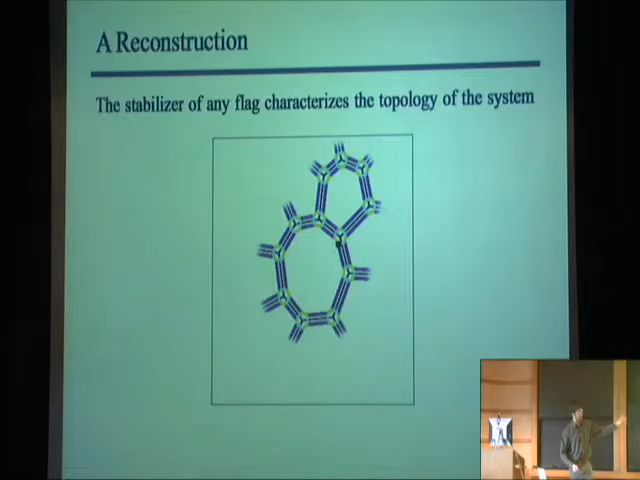 A Reconstruction
The stabilizer of any flag characterizes the topology of the system